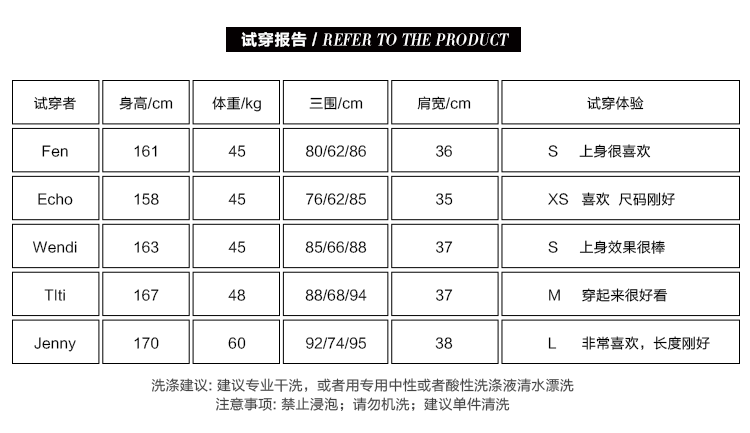 试穿报告 / REFER TO THE PRODUCT
试穿者 身高/cm 体重/kg 三围/cm 肩宽/cm 试穿体验
Fen 161 45 80/62/86 36 S 上身很喜欢
Echo 158 45 76/62/85 35 XS 喜欢 尺码刚好
Wendi 163 45 85/66/88 37 S 上身效果很棒
TIti 167 48 88/68/94 37 M 穿起来很好看
Jenny 170 60 92/74/95 38 L 非常喜欢，长度刚好
洗涤建议: 建议专业干洗，或者用专用中性或者酸性洗涤液清水漂洗
注意事项: 禁止浸泡；请勿机洗；建议单件清洗